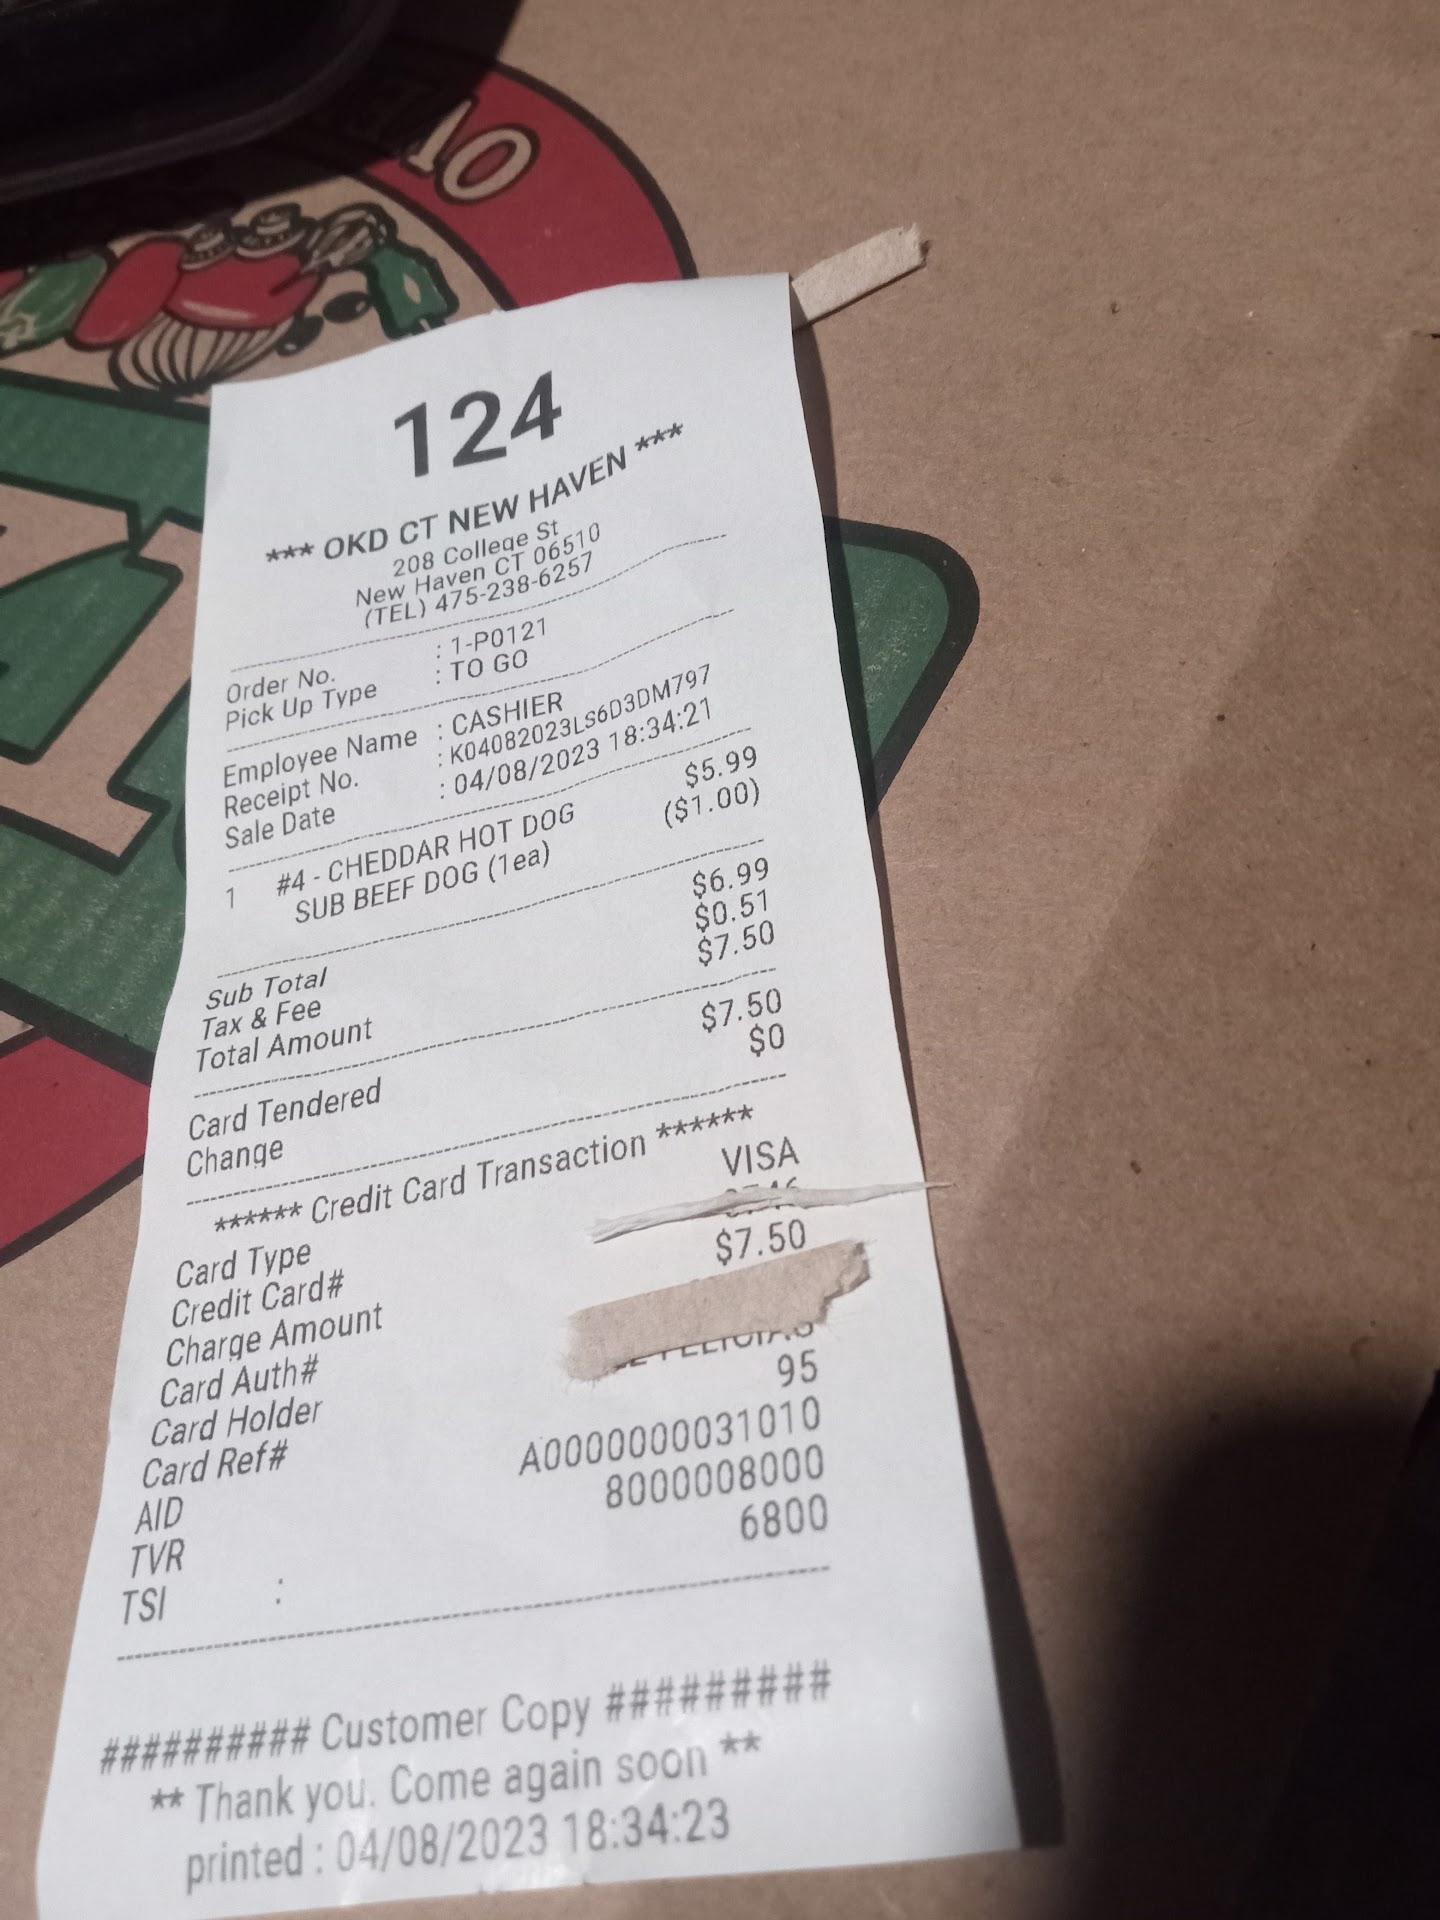 124
*** OKD CT NEW HAVEN ***
208 College St
New Haven CT 06510
(TEL) 475-238-6257
Order No. : 1-P0121
Pick Up Type : TO GO
Employee Name : CASHIER
Receipt No. : K04082023LS6D3DM797
Sale Date : 04/08/2023 18:34:21
1 #4 - CHEDDAR HOT DOG $5.99
SUB BEEF DOG (1ea) ($1.00)
Sub Total $6.99
Tax & Fee $0.51
Total Amount $7.50
Card Tendered $7.50
Change $0
****** Credit Card Transaction ******
Card Type VISA
Credit Card#
Charge Amount $7.50
Card Auth#
Card Holder
Card Ref# 95
AID A0000000031010
TVR 8000008000
TSI : 6800
########## Customer Copy #########
** Thank you. Come again soon **
printed : 04/08/2023 18:34:23